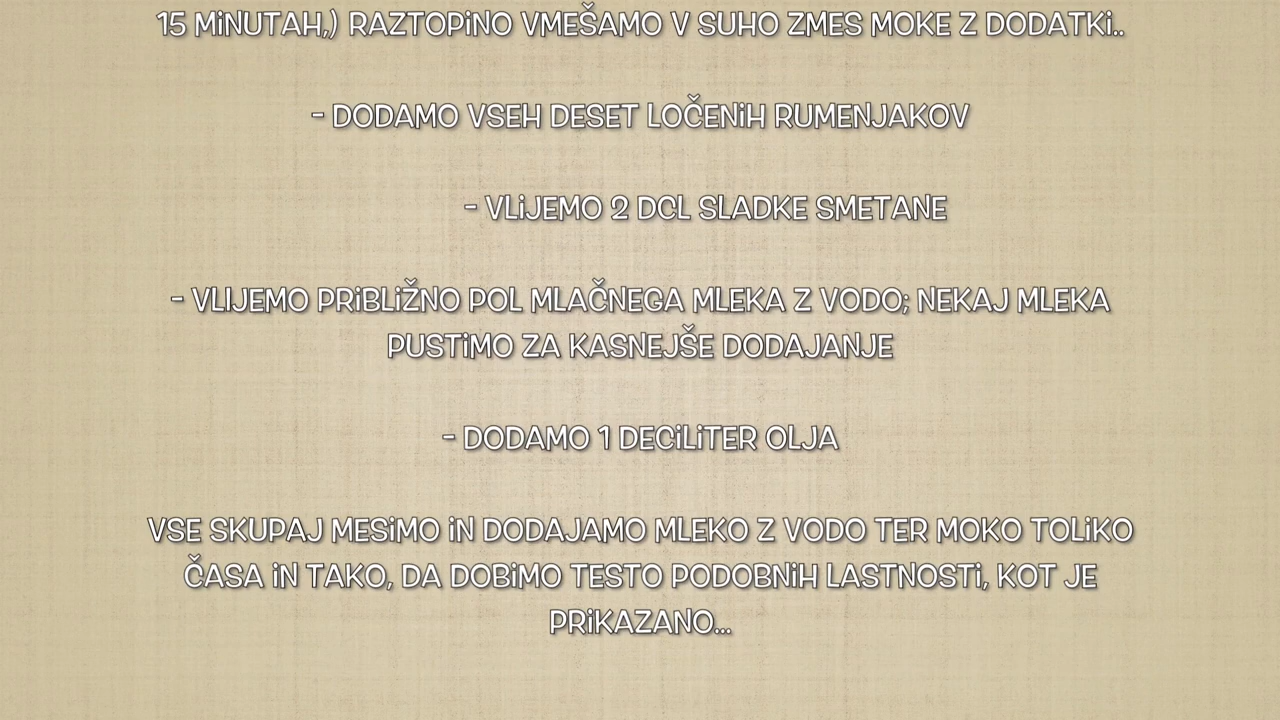 15 MINUTAH,) RAZTOPINO VMEŠAMO V SUHO ZMES MOKE Z DODATKI..
- DODAMO VSEH DESET LOČENIH RUMENJAKOV
- VLIJEMO 2 DCL SLADKE SMETANE
- VLIJEMO PRIBLIŽNO POL MLAČNEGA MLEKA Z VODO; NEKAJ MLEKA
PUSTIMO ZA KASNEJŠE DODAJANJE
- DODAMO 1 DECILITER OLJA
VSE SKUPAJ MESIMO IN DODAJAMO MLEKO Z VODO TER MOKO TOLIKO
ČASA IN TAKO, DA DOBIMO TESTO PODOBNIH LASTNOSTI, KOT JE
PRIKAZANO...